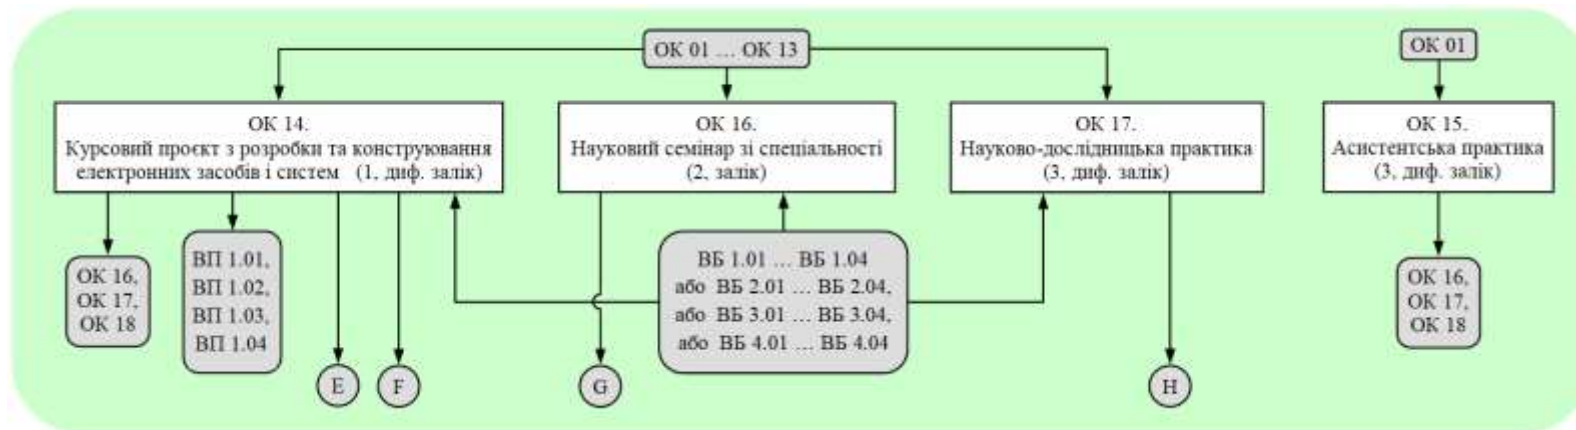 ОК 01 … ОК 13
ОК 01
ОК 14.
Курсовий проєкт з розробки та конструювання
електронних засобів і систем (1, диф. залік)
ОК 16.
Науковий семінар зі спеціальності
(2, залік)
ОК 17.
Науково-дослідницька практика
(3, диф. залік)
ОК 15.
Асистентська практика
(3, диф. залік)
ОК 16,
ОК 17,
ОК 18
ВП 1.01,
ВП 1.02,
ВП 1.03,
ВП 1.04
ВБ 1.01 … ВБ 1.04
або ВБ 2.01 … ВБ 2.04,
або ВБ 3.01 … ВБ 3.04,
або ВБ 4.01 … ВБ 4.04
ОК 16,
ОК 17,
ОК 18
E
F
G
H